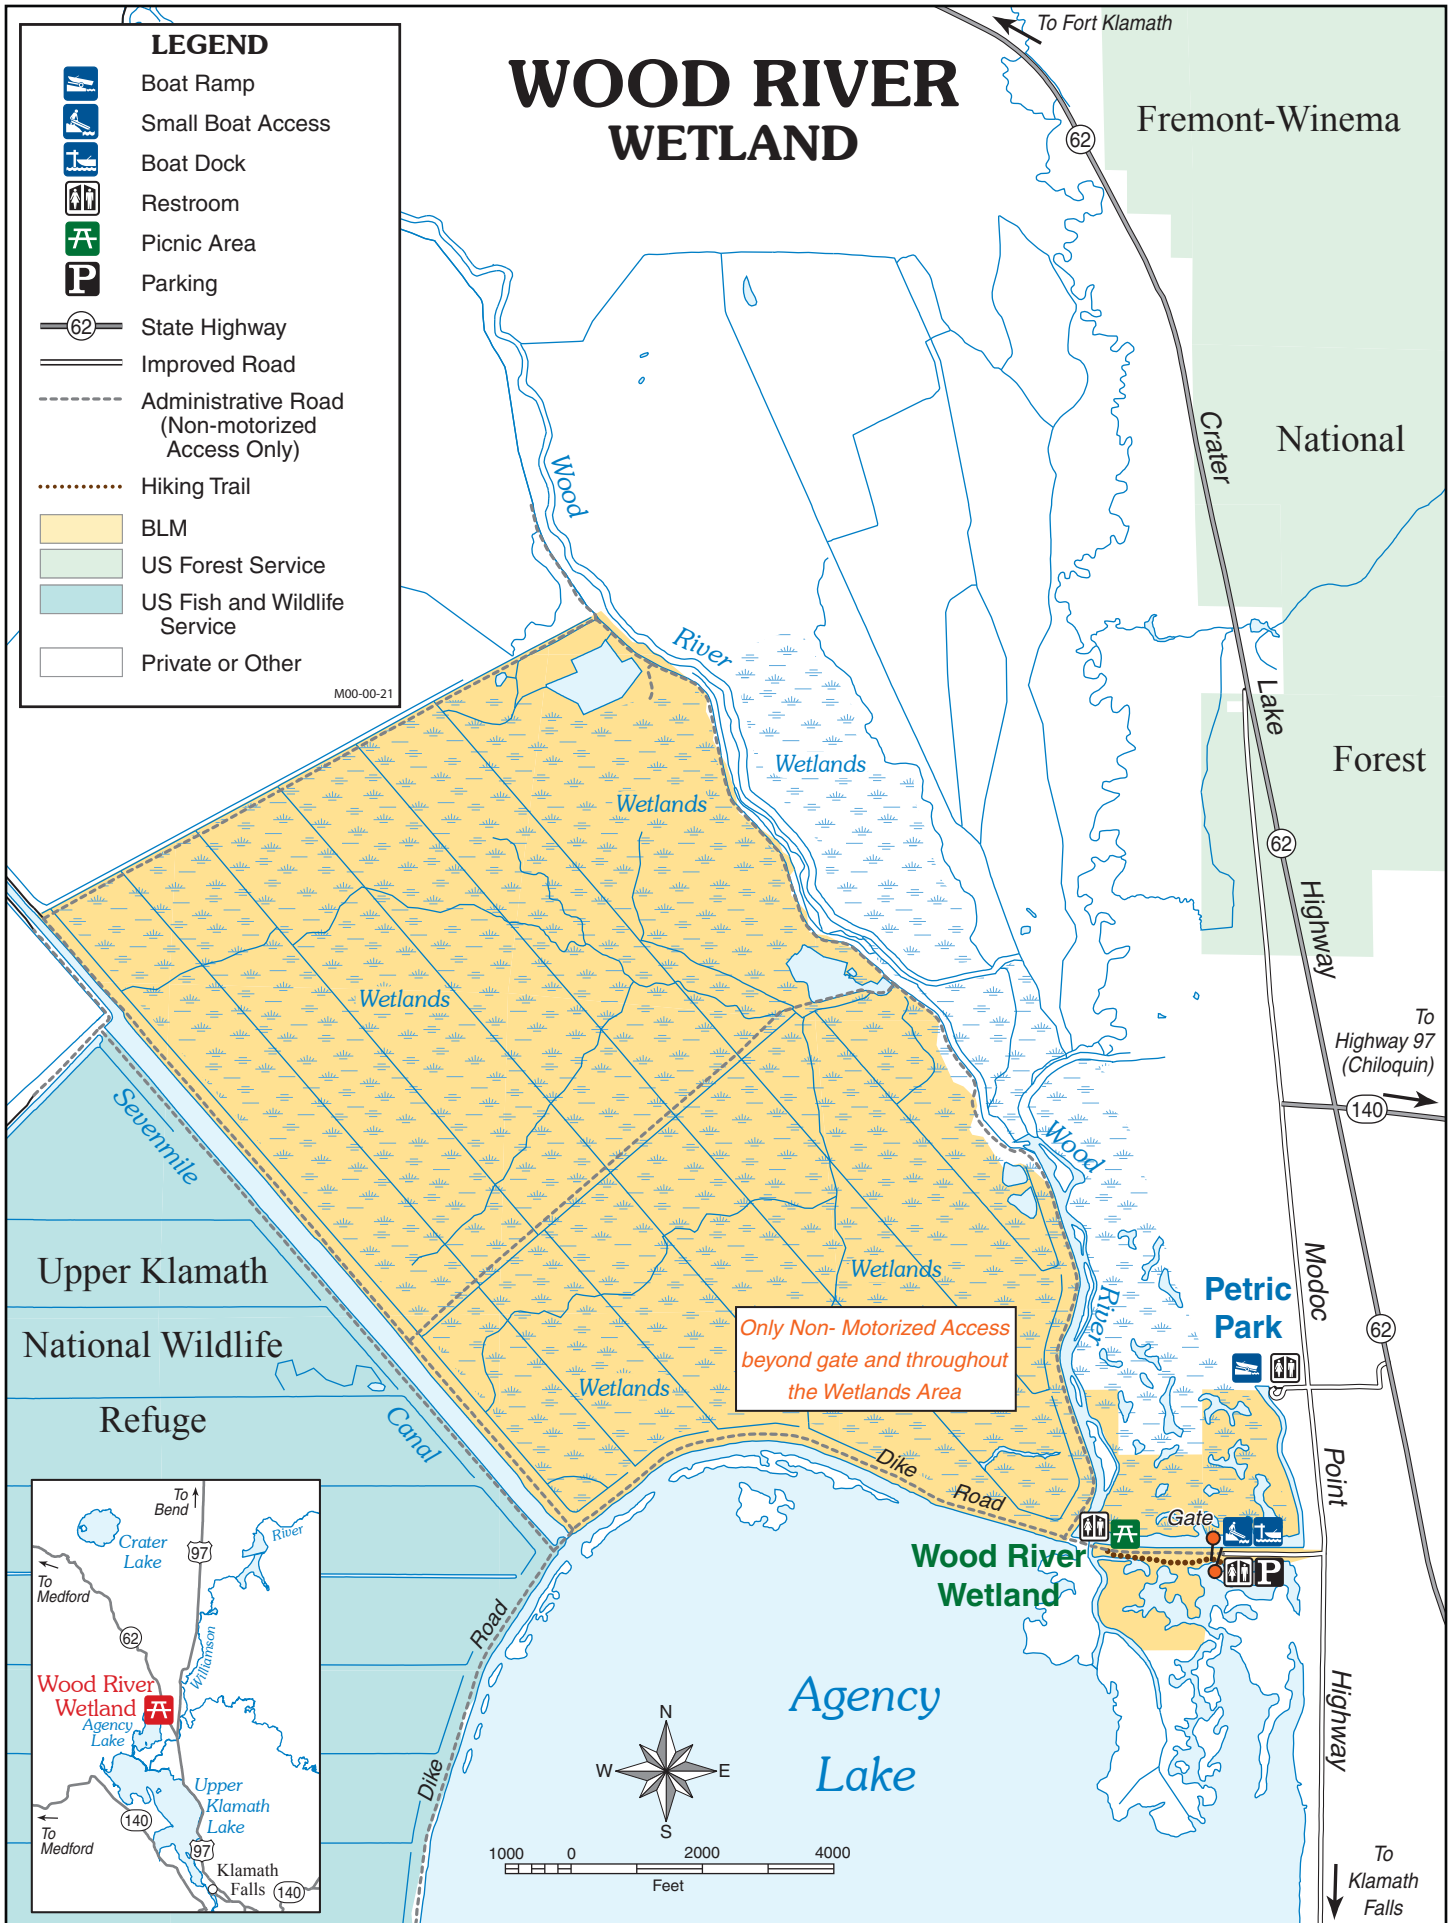 LEGEND
Boat Ramp
Small Boat Access
Boat Dock
Restroom
Picnic Area
P
Parking
62
State Highway
Improved Road
Administrative Road
(Non-motorized
Access Only)
Hiking Trail
BLM
US Forest Service
US Fish and Wildlife
Service
Private or Other
M00-00-21
WOOD RIVER
WETLAND
To Fort Klamath
62
Fremont-Winema
National
Forest
Crater
Lake
Highway
62
Wood
River
Wetlands
Wetlands
Wetlands
Wetlands
Wetlands
To
Highway 97
(Chiloquin)
140
Sevenmile
Canal
Wood
River
Upper Klamath
National Wildlife
Refuge
Modoc
Point
Highway
62
Petric
Park
Only Non- Motorized Access
beyond gate and throughout
the Wetlands Area
Dike
Road
Gate
P
Wood River
Wetland
Road
Dike
Agency
Lake
N
W
E
S
1000
0
2000
4000
Feet
To
Klamath
Falls
To
Bend
97
Crater
Lake
River
To
Medford
62
Williamson
Wood River
Wetland
Agency
Lake
Upper
Klamath
Lake
140
To
Medford
97
Klamath
Falls
140